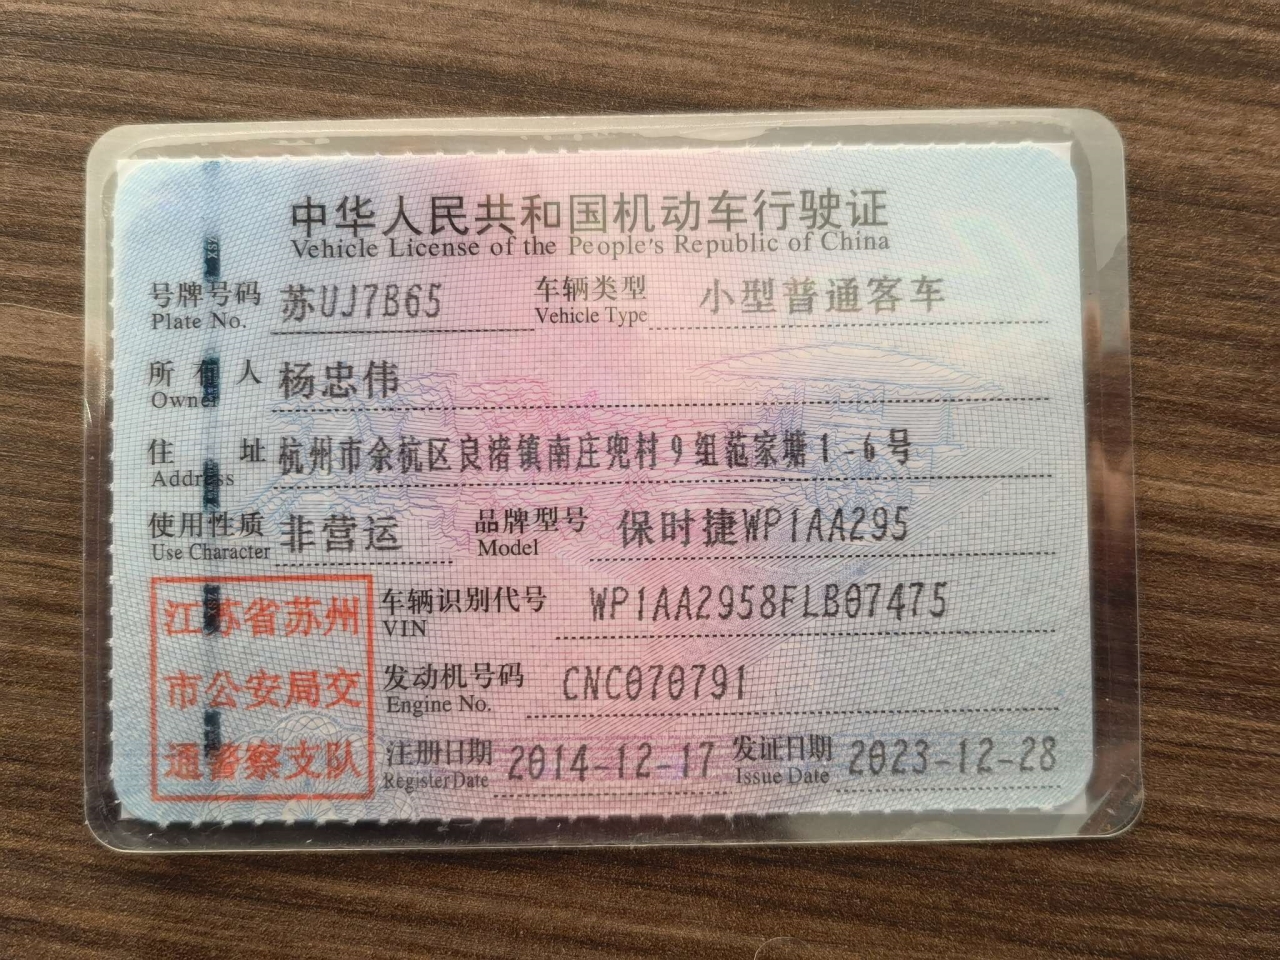 中华人民共和国机动车行驶证
Vehicle License of the People's Republic of China
号牌号码 苏UJ7B65 车辆类型 小型普通客车
Plate No. Vehicle Type
所有人 杨忠伟
Owner
住址 杭州市余杭区良渚镇南庄兜村9组范家塘1-6号
Address
使用性质 非营运 品牌型号 保时捷WP1AA295
Use Character Model
江苏省苏州 车辆识别代号 WP1AA2958FLB07475
VIN
市公安局交 发动机号码 CNC070791
Engine No.
通警察支队 注册日期 2014-12-17 发证日期 2023-12-28
Register Date Issue Date